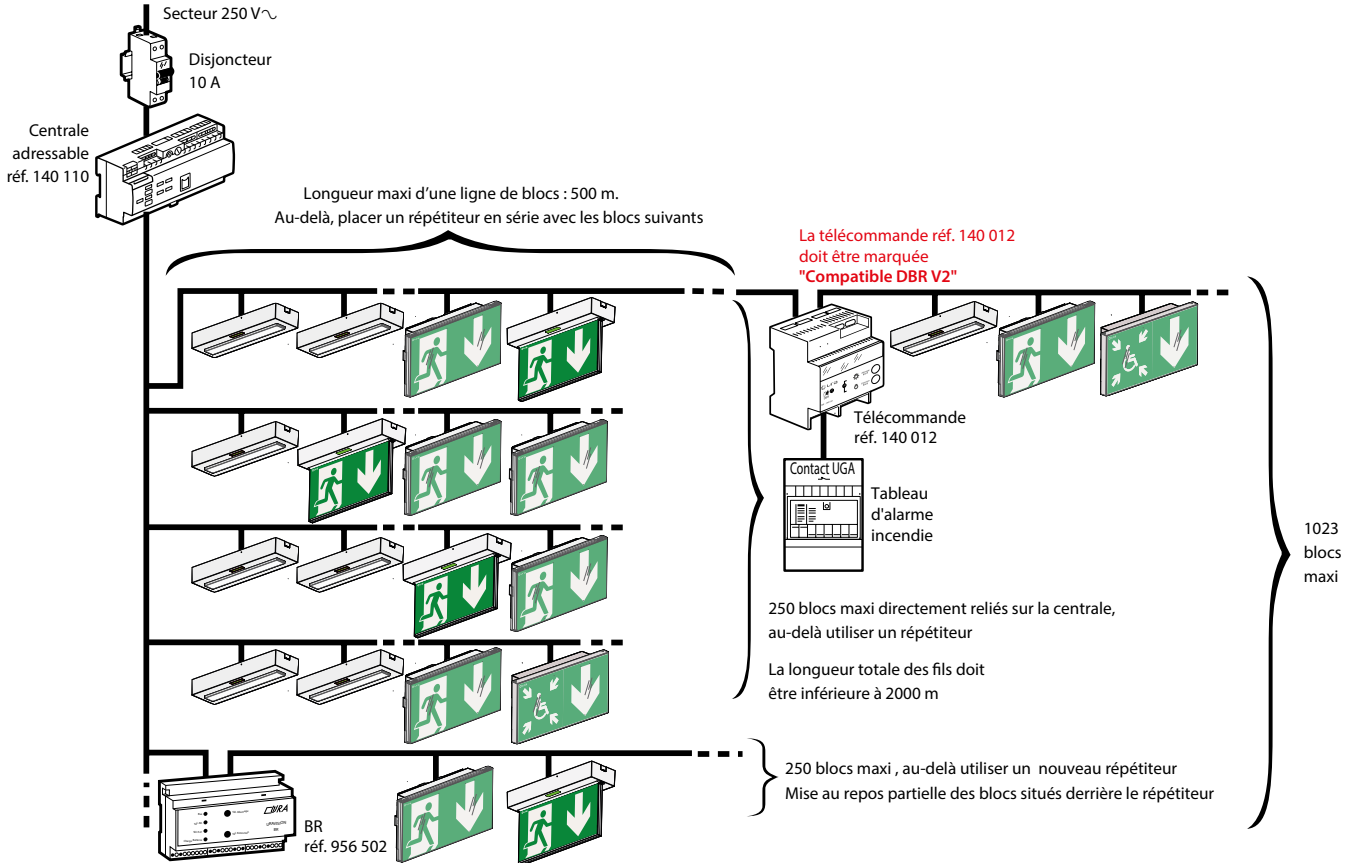 Secteur 250 V∿
Disjoncteur
10 A
Centrale
adressable
réf. 140 110
Longueur maxi d’une ligne de blocs : 500 m.
Au-delà, placer un répétiteur en série avec les blocs suivants
La télécommande réf. 140 012
doit être marquée
"Compatible DBR V2"
Télécommande
réf. 140 012
Contact UGA
Tableau
d'alarme
incendie
1023
blocs
maxi
250 blocs maxi directement reliés sur la centrale,
au-delà utiliser un répétiteur
La longueur totale des fils doit
être inférieure à 2000 m
250 blocs maxi , au-delà utiliser un nouveau répétiteur
Mise au repos partielle des blocs situés derrière le répétiteur
URA
BR
réf. 956 502